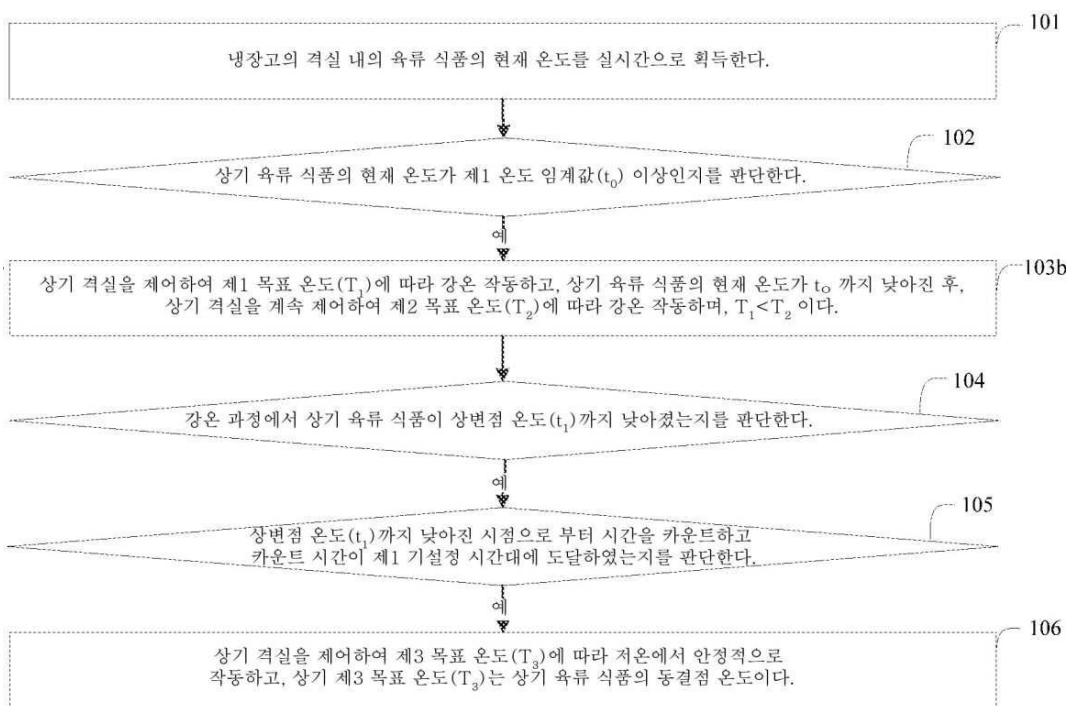 101
냉장고의 격실 내의 육류 식품의 현재 온도를 실시간으로 획득한다.
102
상기 육류 식품의 현재 온도가 제1 온도 임계값(t₀) 이상인지를 판단한다.
예
103b
상기 격실을 제어하여 제1 목표 온도(T₁)에 따라 강온 작동하고, 상기 육류 식품의 현재 온도가 t₀ 까지 낮아진 후,
상기 격실을 계속 제어하여 제2 목표 온도(T₂)에 따라 강온 작동하며, T₁<T₂ 이다.
104
강온 과정에서 상기 육류 식품이 상변점 온도(t₁)까지 낮아졌는지를 판단한다.
예
105
상변점 온도(t₁)까지 낮아진 시점으로 부터 시간을 카운트하고
카운트 시간이 제1 기설정 시간대에 도달하였는지를 판단한다.
예
106
상기 격실을 제어하여 제3 목표 온도(T₃)에 따라 저온에서 안정적으로
작동하고, 상기 제3 목표 온도(T₃)는 상기 육류 식품의 동결점 온도이다.